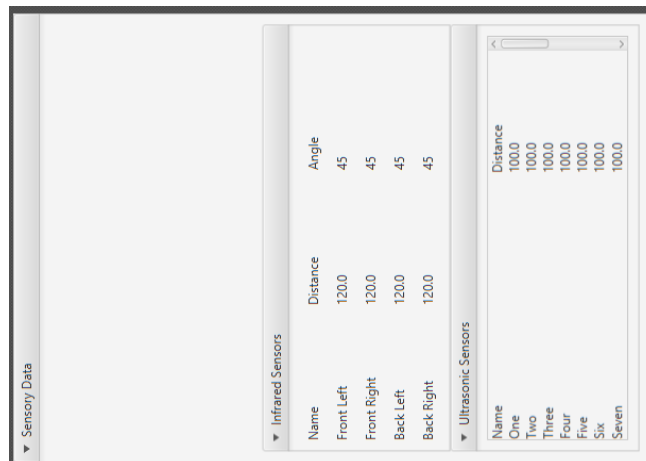 Sensory Data
Infrared Sensors
Name Distance Angle
Front Left 120.0 45
Front Right 120.0 45
Back Left 120.0 45
Back Right 120.0 45
Ultrasonic Sensors
Name Distance
One 100.0
Two 100.0
Three 100.0
Four 100.0
Five 100.0
Six 100.0
Seven 100.0